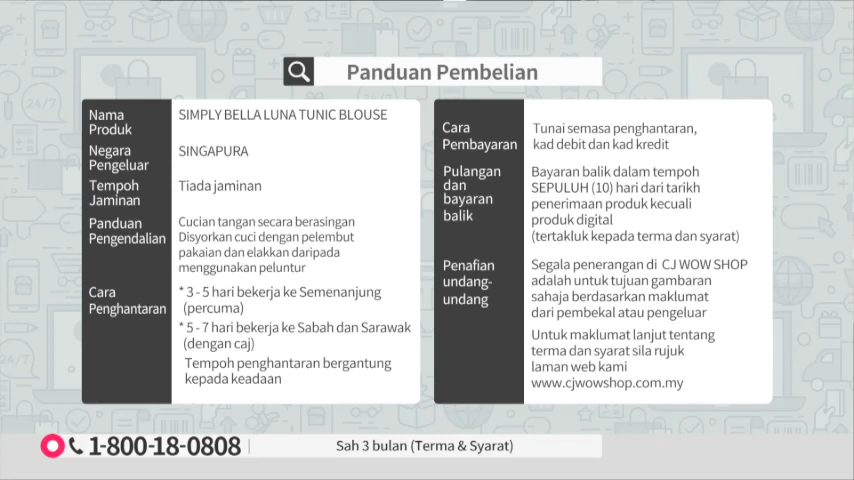 Panduan Pembelian
Nama
Produk
SIMPLY BELLA LUNA TUNIC BLOUSE
Negara
Pengeluar
SINGAPURA
Tempoh
Jaminan
Tiada jaminan
Panduan
Pengendalian
Cucian tangan secara berasingan
Disyorkan cuci dengan pelembut
pakaian dan elakkan daripada
menggunakan peluntur
Cara
Penghantaran
* 3 - 5 hari bekerja ke Semenanjung
(percuma)
* 5 - 7 hari bekerja ke Sabah dan Sarawak
(dengan caj)
Tempoh penghantaran bergantung
kepada keadaan
Cara
Pembayaran
Tunai semasa penghantaran,
kad debit dan kad kredit
Pulangan
dan
bayaran
balik
Bayaran balik dalam tempoh
SEPULUH (10) hari dari tarikh
penerimaan produk kecuali
produk digital
(tertakluk kepada terma dan syarat)
Penafian
undang-
undang
Segala penerangan di CJ WOW SHOP
adalah untuk tujuan gambaran
sahaja berdasarkan maklumat
dari pembekal atau pengeluar
Untuk maklumat lanjut tentang
terma dan syarat sila rujuk
laman web kami
www.cjwowshop.com.my
1-800-18-0808
Sah 3 bulan (Terma & Syarat)
24/7
24/7